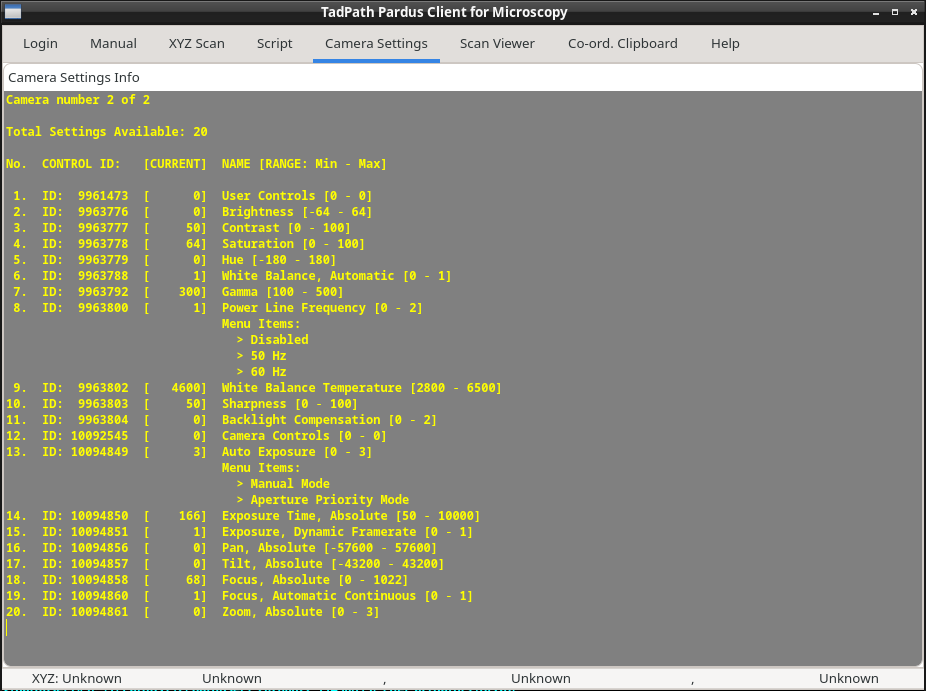 TadPath Pardus Client for Microscopy
Login Manual XYZ Scan Script Camera Settings Scan Viewer Co-ord. Clipboard Help
Camera Settings Info
Camera number 2 of 2
Total Settings Available: 20
No. CONTROL ID: [CURRENT] NAME [RANGE: Min - Max]
1. ID: 9961473 [ 0] User Controls [0 - 0]
2. ID: 9963776 [ 0] Brightness [-64 - 64]
3. ID: 9963777 [ 50] Contrast [0 - 100]
4. ID: 9963778 [ 64] Saturation [0 - 100]
5. ID: 9963779 [ 0] Hue [-180 - 180]
6. ID: 9963788 [ 1] White Balance, Automatic [0 - 1]
7. ID: 9963792 [ 300] Gamma [100 - 500]
8. ID: 9963800 [ 1] Power Line Frequency [0 - 2]
Menu Items:
> Disabled
> 50 Hz
> 60 Hz
9. ID: 9963802 [ 4600] White Balance Temperature [2800 - 6500]
10. ID: 9963803 [ 50] Sharpness [0 - 100]
11. ID: 9963804 [ 0] Backlight Compensation [0 - 2]
12. ID: 10092545 [ 0] Camera Controls [0 - 0]
13. ID: 10094849 [ 3] Auto Exposure [0 - 3]
Menu Items:
> Manual Mode
> Aperture Priority Mode
14. ID: 10094850 [ 166] Exposure Time, Absolute [50 - 10000]
15. ID: 10094851 [ 1] Exposure, Dynamic Framerate [0 - 1]
16. ID: 10094856 [ 0] Pan, Absolute [-57600 - 57600]
17. ID: 10094857 [ 0] Tilt, Absolute [-43200 - 43200]
18. ID: 10094858 [ 68] Focus, Absolute [0 - 1022]
19. ID: 10094860 [ 1] Focus, Automatic Continuous [0 - 1]
20. ID: 10094861 [ 0] Zoom, Absolute [0 - 3]
XYZ: Unknown Unknown , Unknown , Unknown